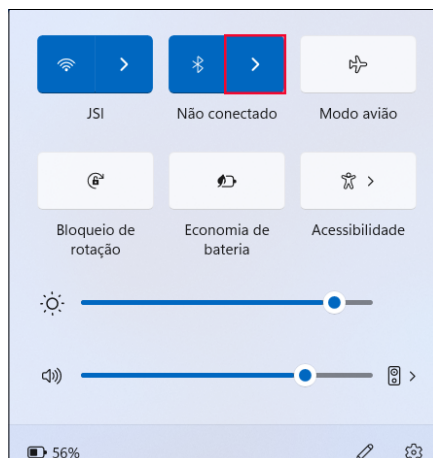 JSI
Não conectado
Modo avião
Bloqueio de
rotação
Economia de
bateria
Acessibilidade
56%